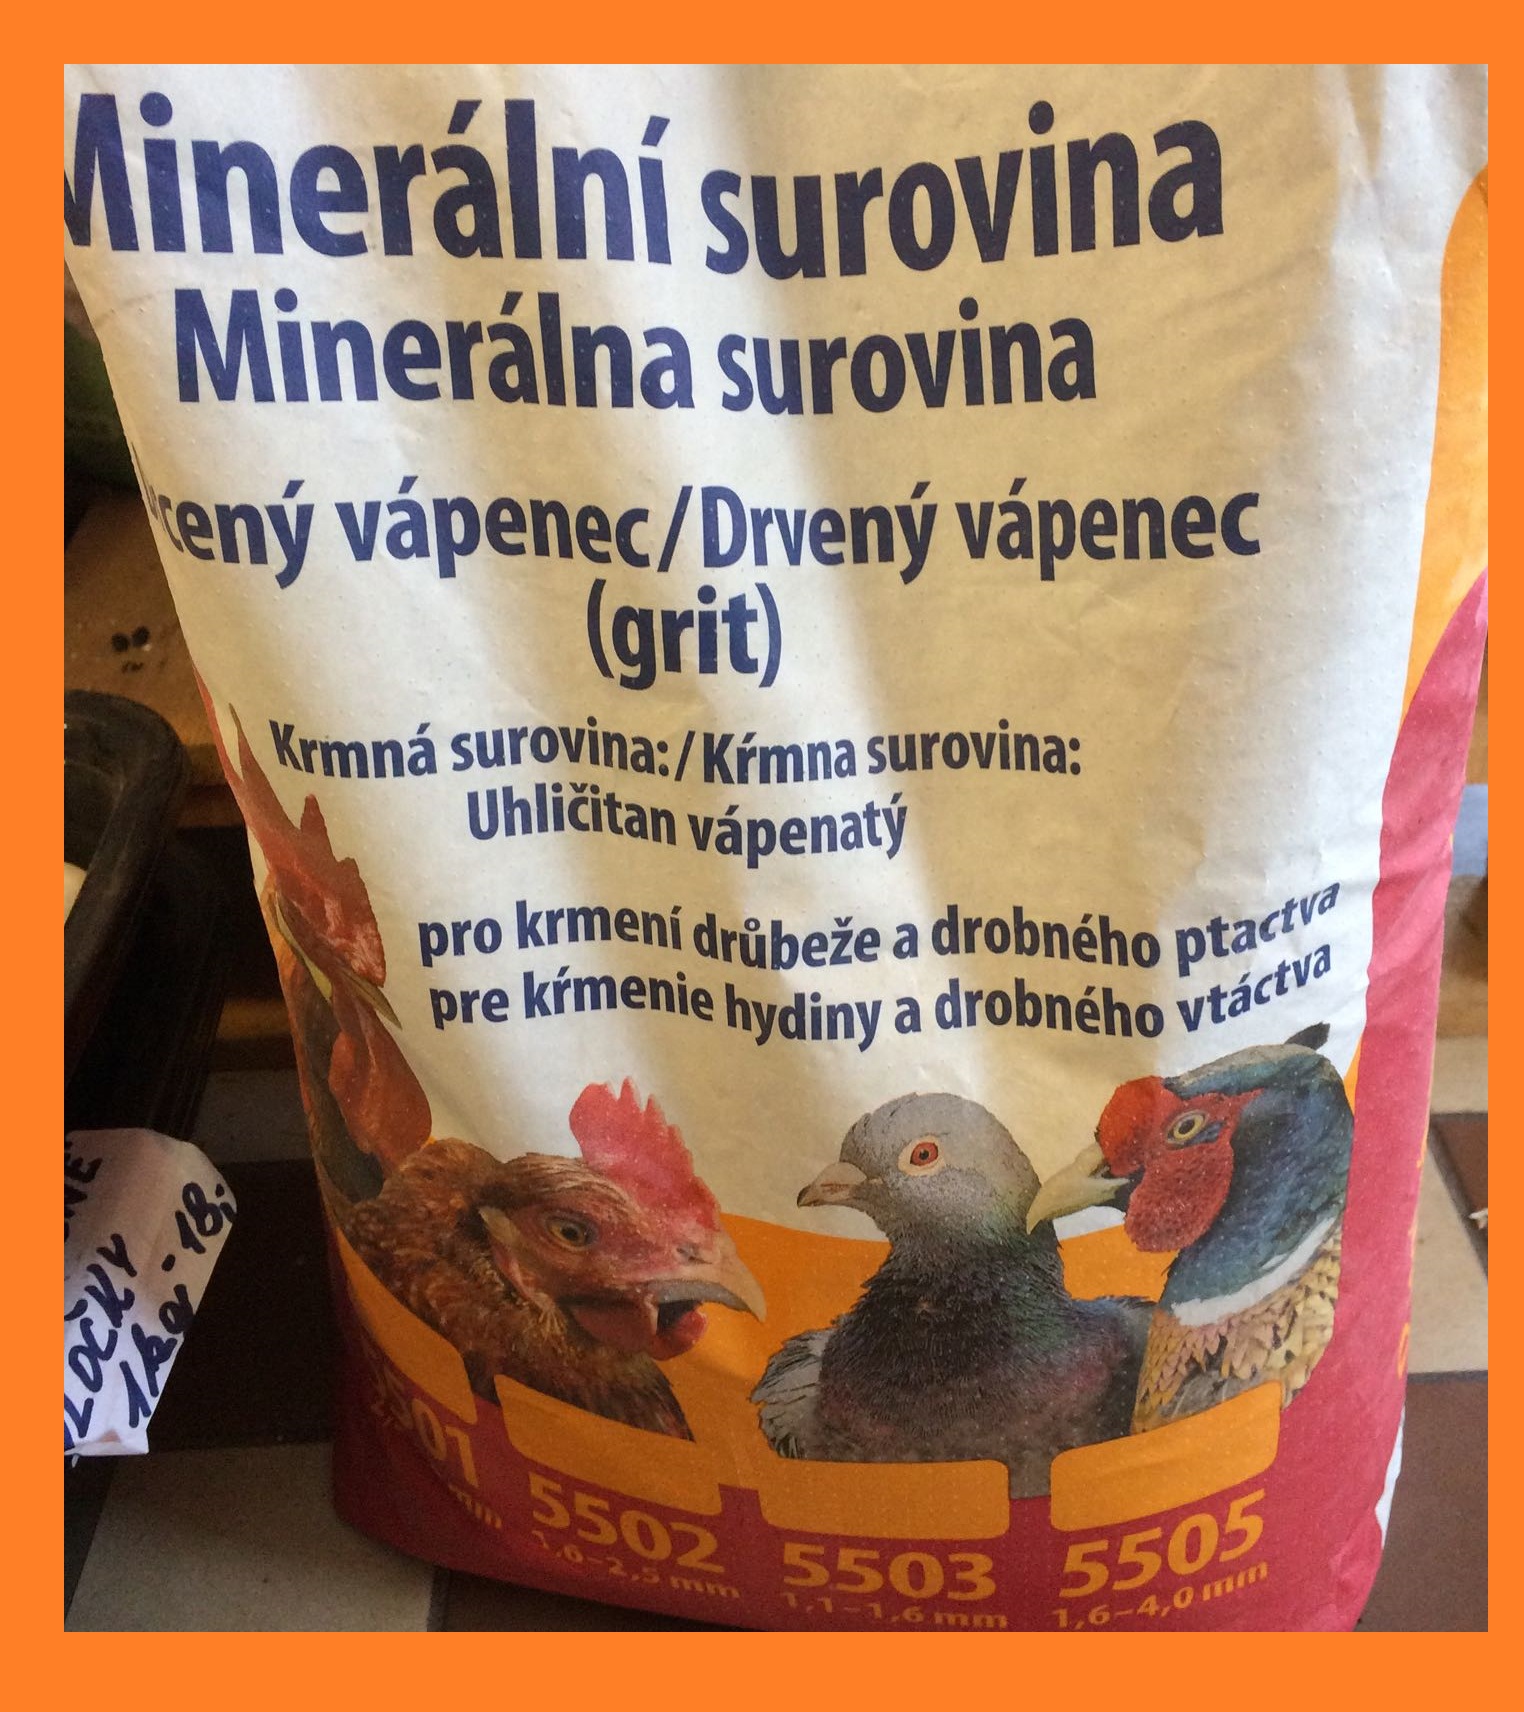 Minerální surovina
Minerálna surovina
vápenec/Drvený vápenec
(grit)
Krmná surovina:/Kŕmna surovina:
Uhličitan vápenatý
pro krmení drůbeže a drobného ptactva
pre kŕmenie hydiny a drobného vtáctva
5502
1,6-2,5 mm
5503
1,1-1,6 mm
5505
1,6-4,0 mm